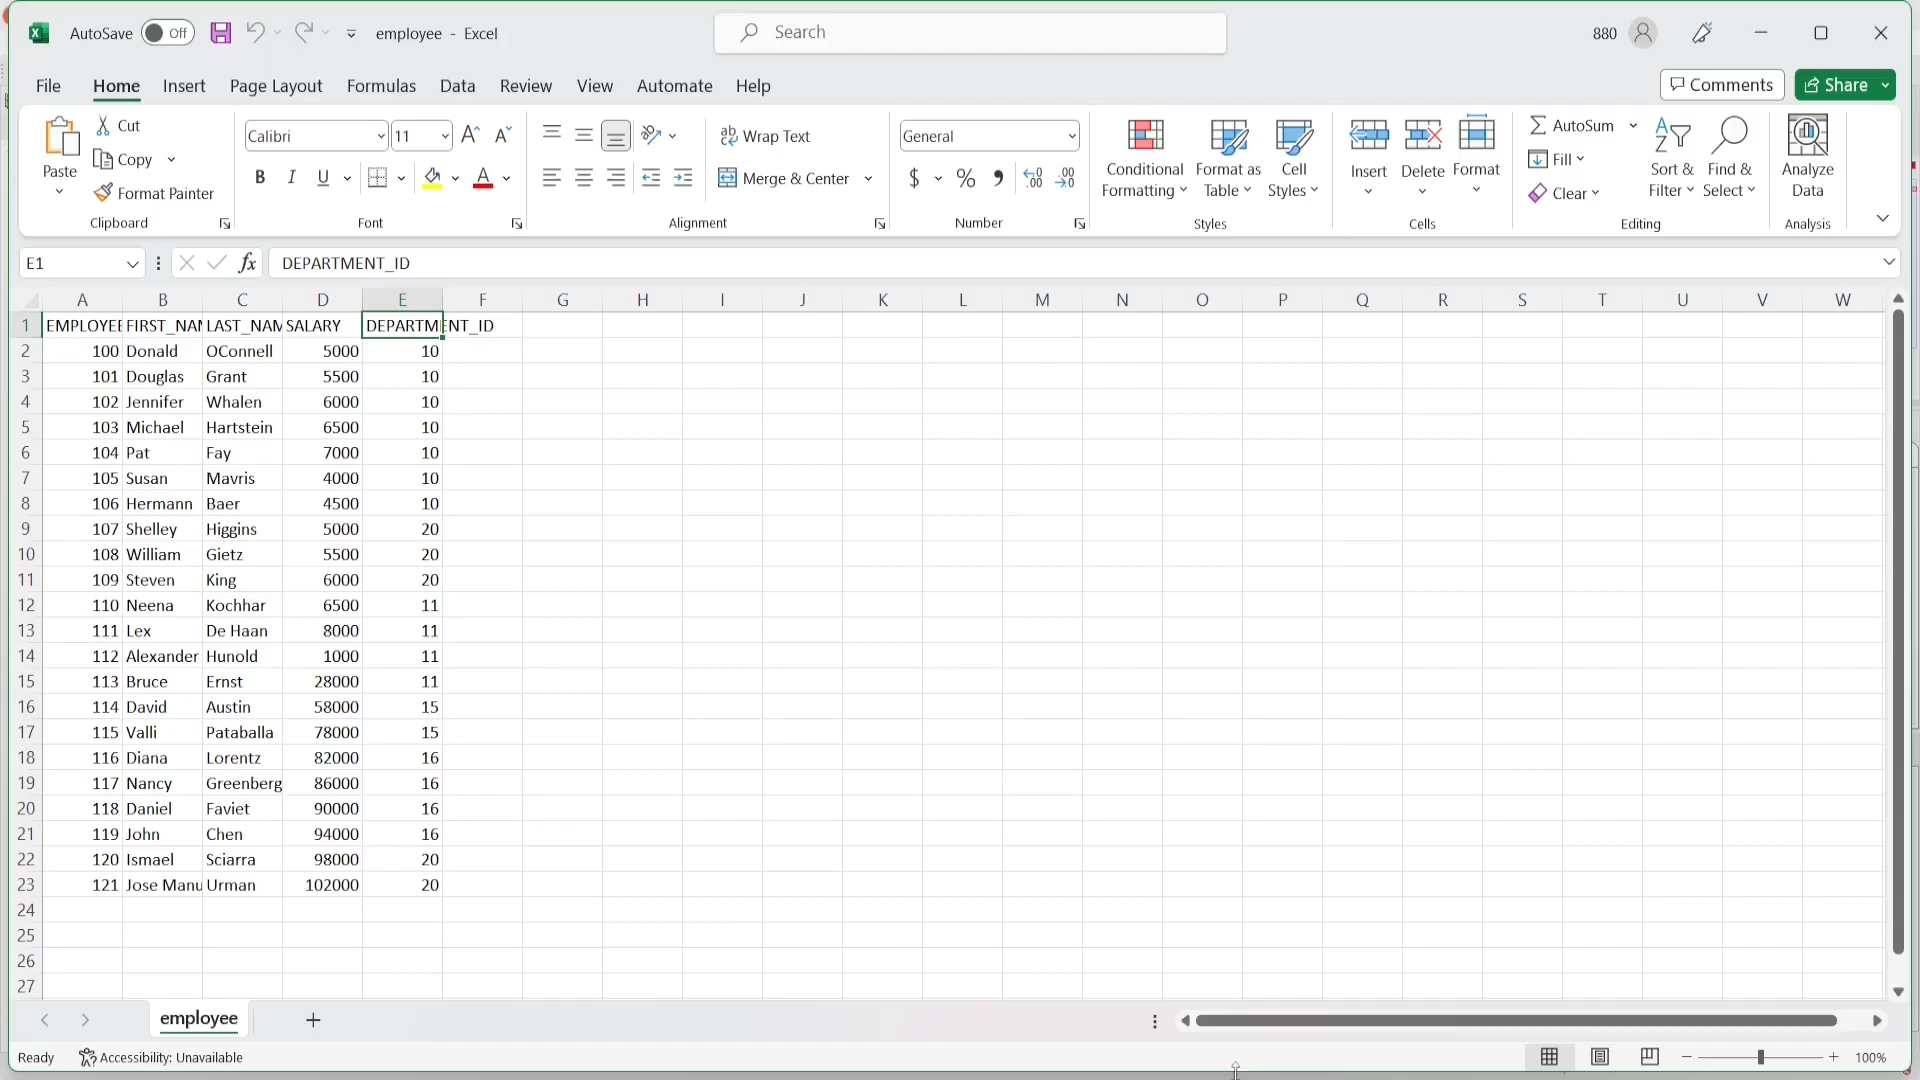 AutoSave Off employee - Excel Search 880
File Home Insert Page Layout Formulas Data Review View Automate Help Comments Share
Paste Cut Copy Format Painter Clipboard
Calibri 11 B I U A Font
ab Wrap Text Merge & Center Alignment
General $ % Number
Conditional Formatting Format as Table Cell Styles Styles
Insert Delete Format Cells
AutoSum Fill Clear Sort & Filter Find & Select Editing
Analyze Data Analysis
E1 fx DEPARTMENT_ID
A B C D E F G H I J K L M N O P Q R S T U V W
1 EMPLOYEE FIRST_NAM LAST_NAM SALARY DEPARTMENT_ID
2 100 Donald OConnell 5000 10
3 101 Douglas Grant 5500 10
4 102 Jennifer Whalen 6000 10
5 103 Michael Hartstein 6500 10
6 104 Pat Fay 7000 10
7 105 Susan Mavris 4000 10
8 106 Hermann Baer 4500 10
9 107 Shelley Higgins 5000 20
10 108 William Gietz 5500 20
11 109 Steven King 6000 20
12 110 Neena Kochhar 6500 11
13 111 Lex De Haan 8000 11
14 112 Alexander Hunold 1000 11
15 113 Bruce Ernst 28000 11
16 114 David Austin 58000 15
17 115 Valli Pataballa 78000 15
18 116 Diana Lorentz 82000 16
19 117 Nancy Greenberg 86000 16
20 118 Daniel Faviet 90000 16
21 119 John Chen 94000 16
22 120 Ismael Sciarra 98000 20
23 121 Jose Manu Urman 102000 20
24
25
26
27
employee
Ready Accessibility: Unavailable 100%